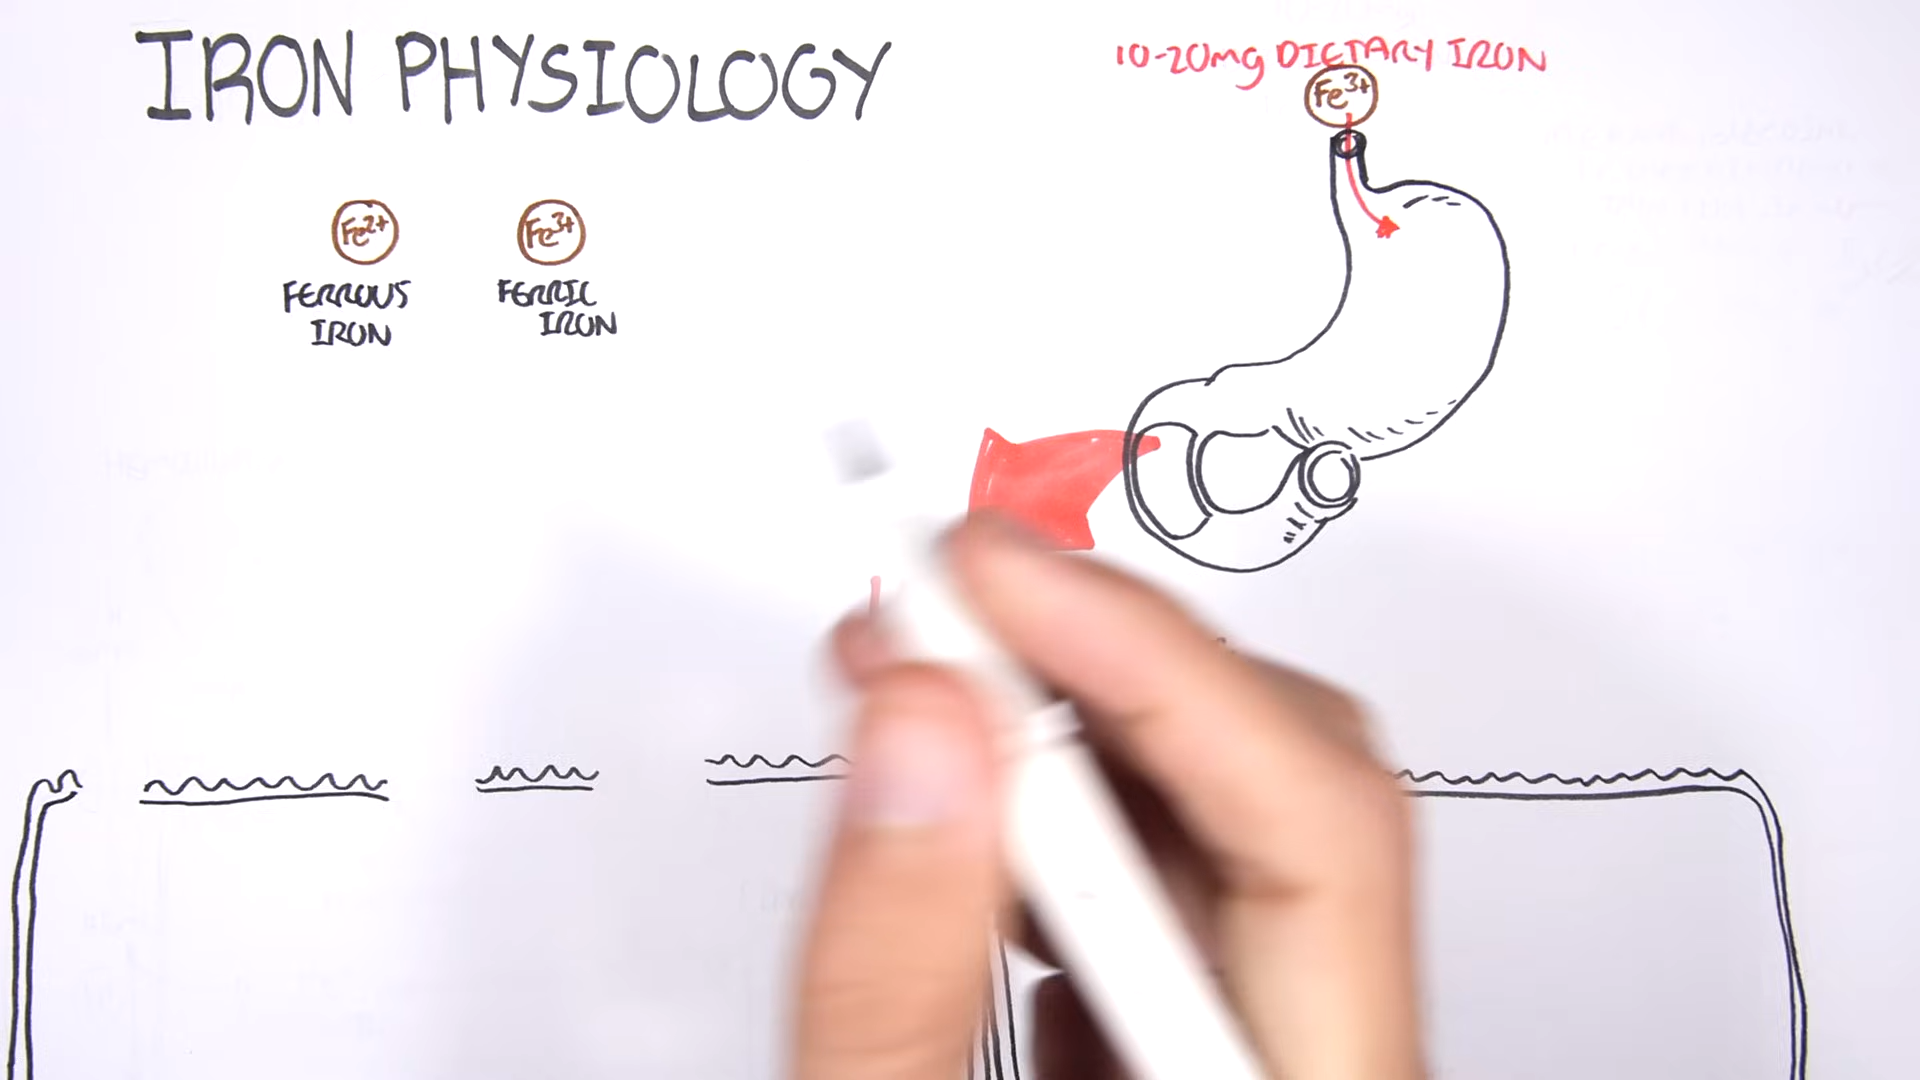 IRON PHYSIOLOGY
10-20mg DIETARY IRON
Fe3+
Fe2+
Fe3+
FERROUS
IRON
FERRIC
IRON